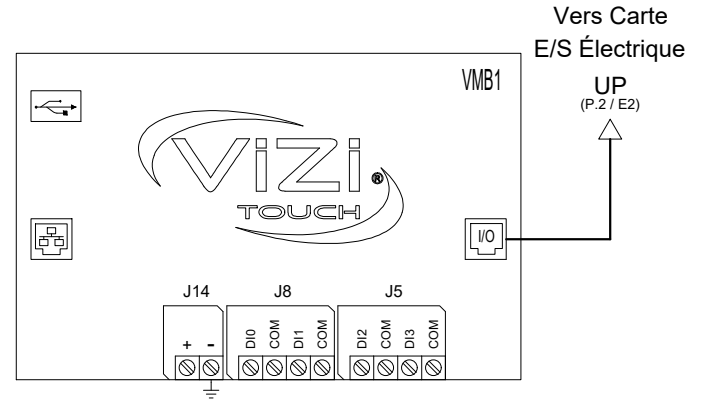 Vers Carte
E/S Électrique
UP
(P.2 / E2)
VMB1
ViZi®
TOUCH
I/O
J14
J8
J5
+
-
DI0
COM
DI1
COM
DI2
COM
DI3
COM